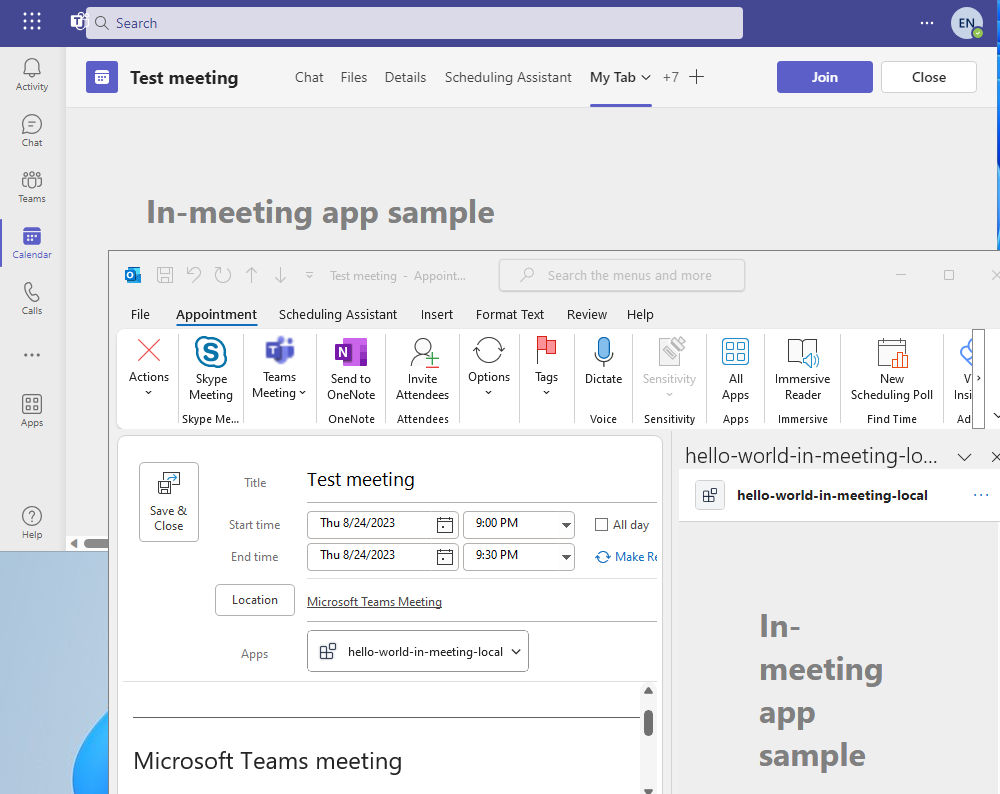 Search
EN
Activity
Chat
Teams
Calendar
Calls
Apps
Help
Test meeting
Chat Files Details Scheduling Assistant My Tab +7
Join Close
In-meeting app sample
Test meeting - Appoint...
Search the menus and more
File Appointment Scheduling Assistant Insert Format Text Review Help
Actions
Skype
Meeting
Skype Me...
Teams
Meeting
Send to
OneNote
OneNote
Invite
Attendees
Attendees
Options
Tags
Dictate
Voice
Sensitivity
Sensitivity
All
Apps
Apps
Immersive
Reader
Immersive
New
Scheduling Poll
Find Time
V
Insi
Ad
Save &
Close
Title Test meeting
Start time Thu 8/24/2023 9:00 PM All day
End time Thu 8/24/2023 9:30 PM Make Re
Location Microsoft Teams Meeting
Apps hello-world-in-meeting-local
Microsoft Teams meeting
hello-world-in-meeting-lo...
hello-world-in-meeting-local
In-
meeting
app
sample